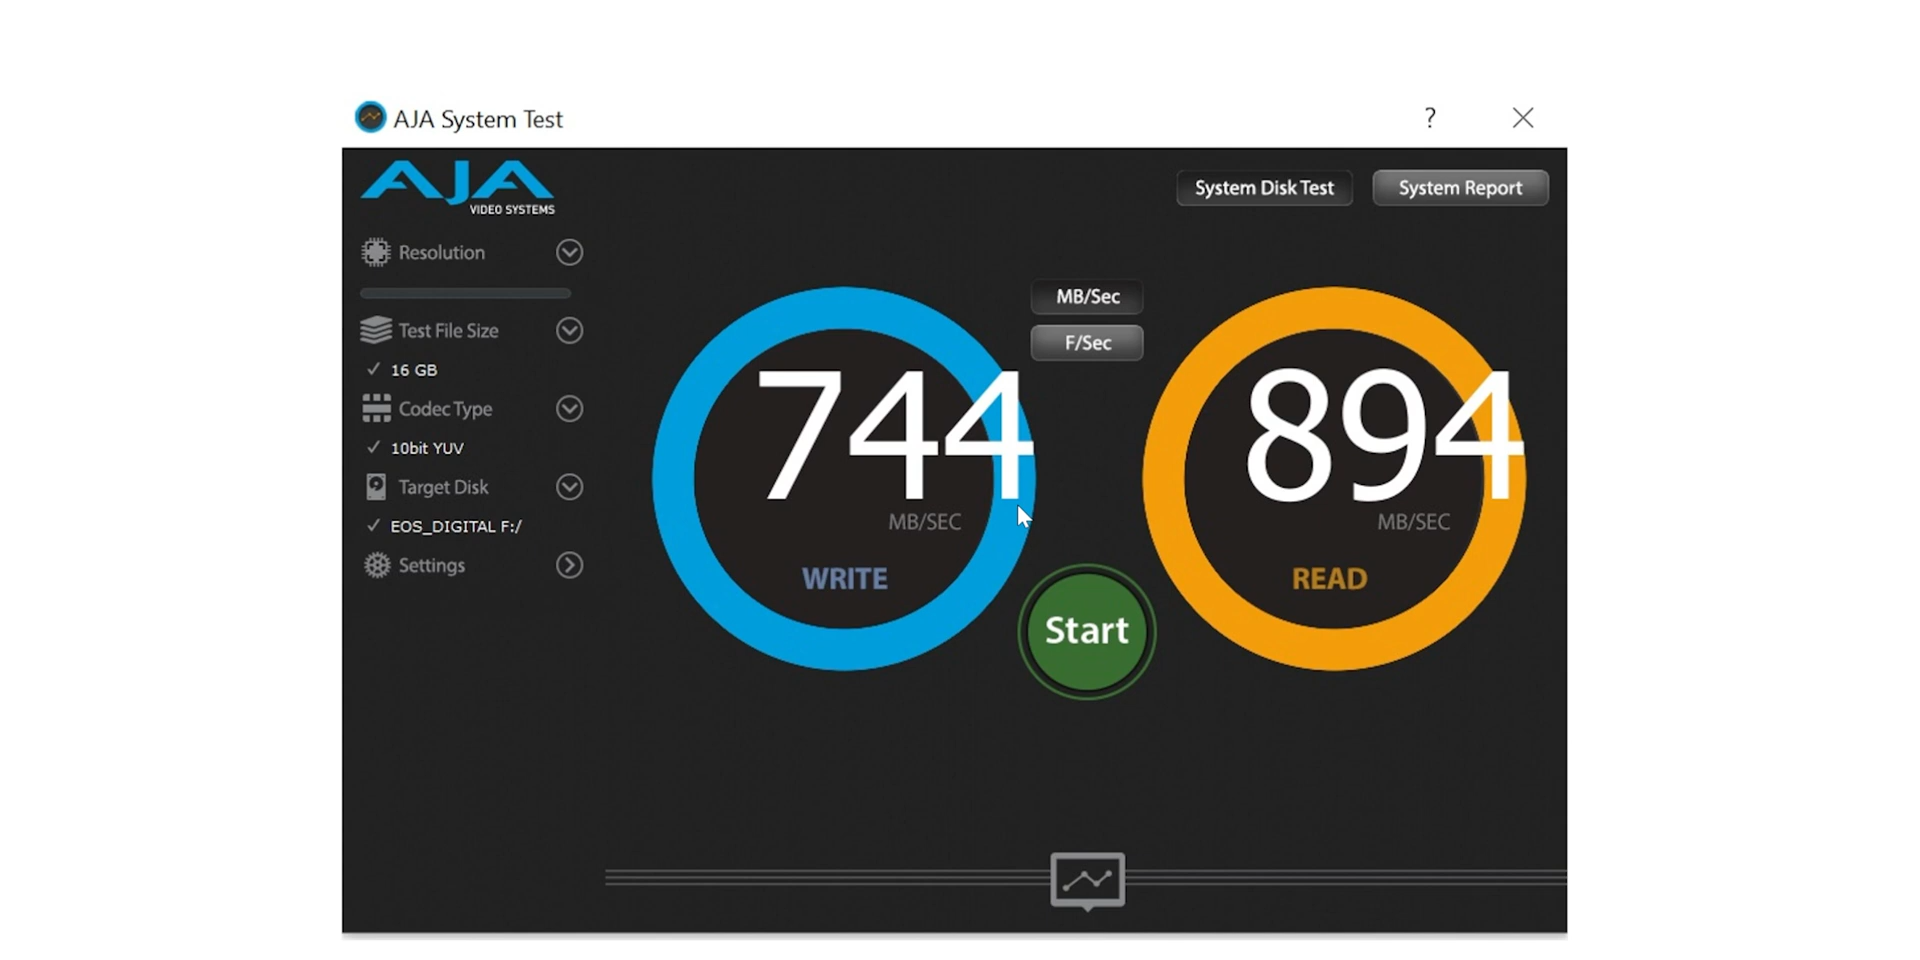 AJA System Test
?
AJA
VIDEO SYSTEMS
System Disk Test
System Report
Resolution
Test File Size
✓ 16 GB
Codec Type
✓ 10bit YUV
Target Disk
✓ EOS_DIGITAL F:/
Settings
MB/Sec
F/Sec
744
MB/SEC
WRITE
894
MB/SEC
READ
Start